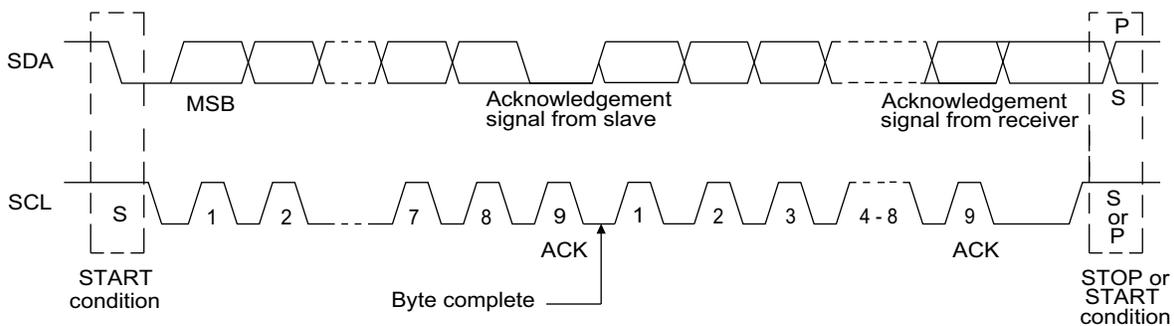 P
SDA
MSB
Acknowledgement
signal from slave
Acknowledgement
signal from receiver
S
SCL
S
1
2
7
8
9
1
2
3
4 - 8
9
S
or
P
ACK
ACK
START
condition
Byte complete
STOP or
START
condition